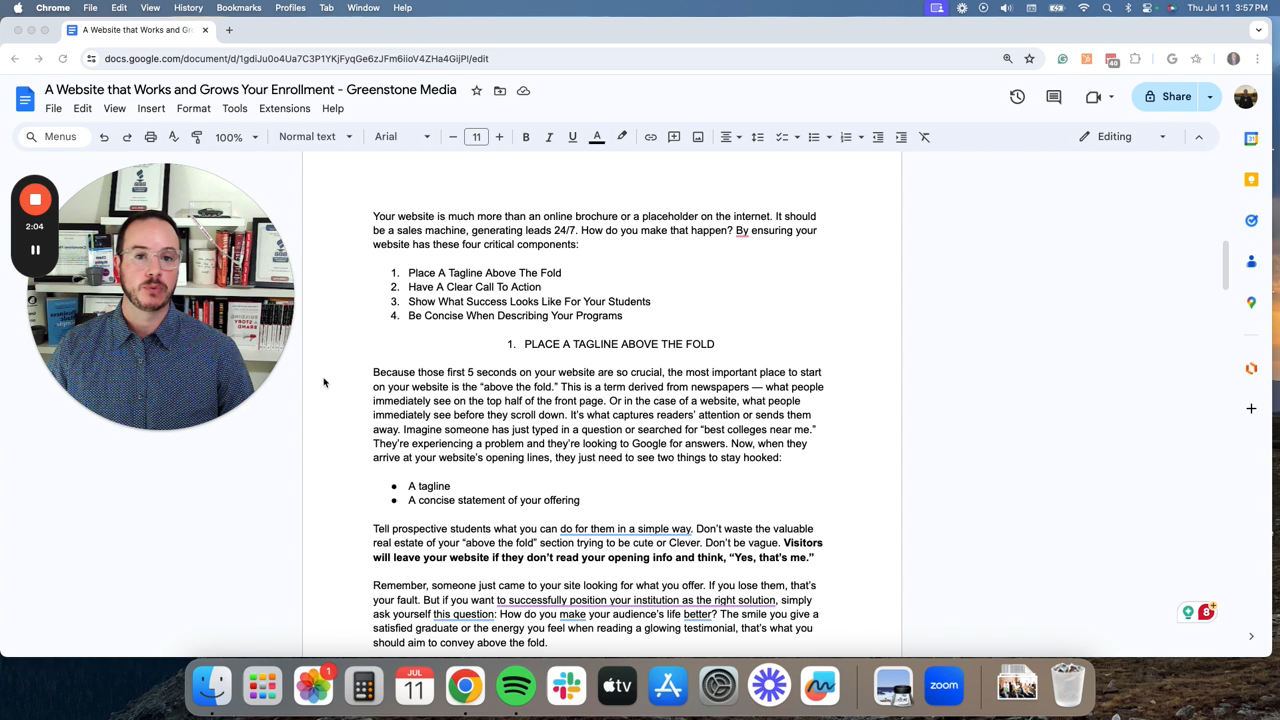 Chrome File Edit View History Bookmarks Profiles Tab Window Help Thu Jul 11 3:57 PM
A Website that Works and Gr
docs.google.com/document/d/1gdiJu0o4Ua7C3P1YKjFyqGe6zJFm6iioV4ZHa4GijPI/edit
40
A Website that Works and Grows Your Enrollment - Greenstone Media
File Edit View Insert Format Tools Extensions Help
Share
Menus 100% Normal text Arial 11 Editing
2:04
Your website is much more than an online brochure or a placeholder on the internet. It should
be a sales machine, generating leads 24/7. How do you make that happen? By ensuring your
website has these four critical components:
1. Place A Tagline Above The Fold
2. Have A Clear Call To Action
3. Show What Success Looks Like For Your Students
4. Be Concise When Describing Your Programs
1. PLACE A TAGLINE ABOVE THE FOLD
Because those first 5 seconds on your website are so crucial, the most important place to start
on your website is the “above the fold.” This is a term derived from newspapers — what people
immediately see on the top half of the front page. Or in the case of a website, what people
immediately see before they scroll down. It’s what captures readers’ attention or sends them
away. Imagine someone has just typed in a question or searched for “best colleges near me.”
They’re experiencing a problem and they’re looking to Google for answers. Now, when they
arrive at your website’s opening lines, they just need to see two things to stay hooked:
● A tagline
● A concise statement of your offering
Tell prospective students what you can do for them in a simple way. Don’t waste the valuable
real estate of your “above the fold” section trying to be cute or Clever. Don’t be vague. Visitors
will leave your website if they don’t read your opening info and think, “Yes, that’s me.”
Remember, someone just came to your site looking for what you offer. If you lose them, that’s
your fault. But if you want to successfully position your institution as the right solution, simply
ask yourself this question: How do you make your audience’s life better? The smile you give a
satisfied graduate or the energy you feel when reading a glowing testimonial, that’s what you
should aim to convey above the fold.
8
1
JUL
11
tv
zoom